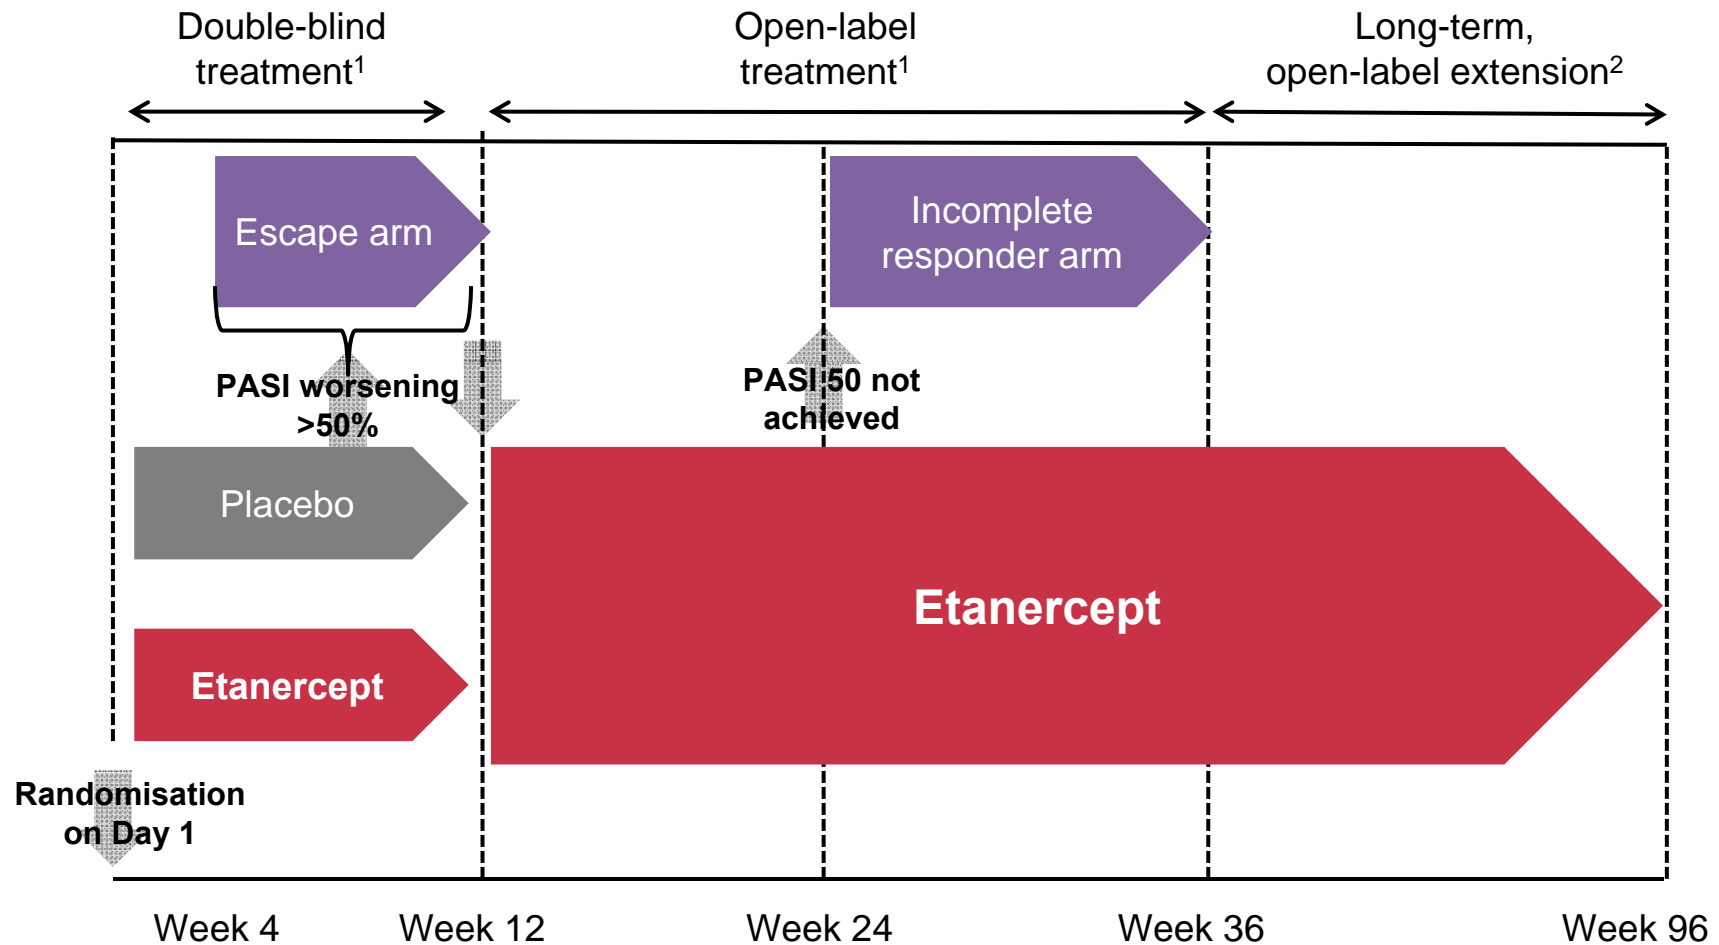 Double-blind
treatment1
Open-label
treatment1
Long-term,
open-label extension2
Escape arm
Incomplete
responder arm
PASI worsening
>50%
PASI 50 not
achieved
Placebo
Etanercept
Etanercept
Randomisation
on Day 1
Week 4
Week 12
Week 24
Week 36
Week 96